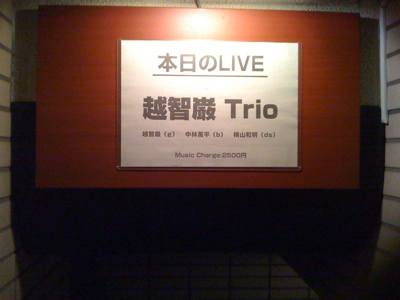 本日のLIVE
越智巌 Trio
越智巌（g） 中林薫平（b） 横山和明（ds）
Music Charge:2500円